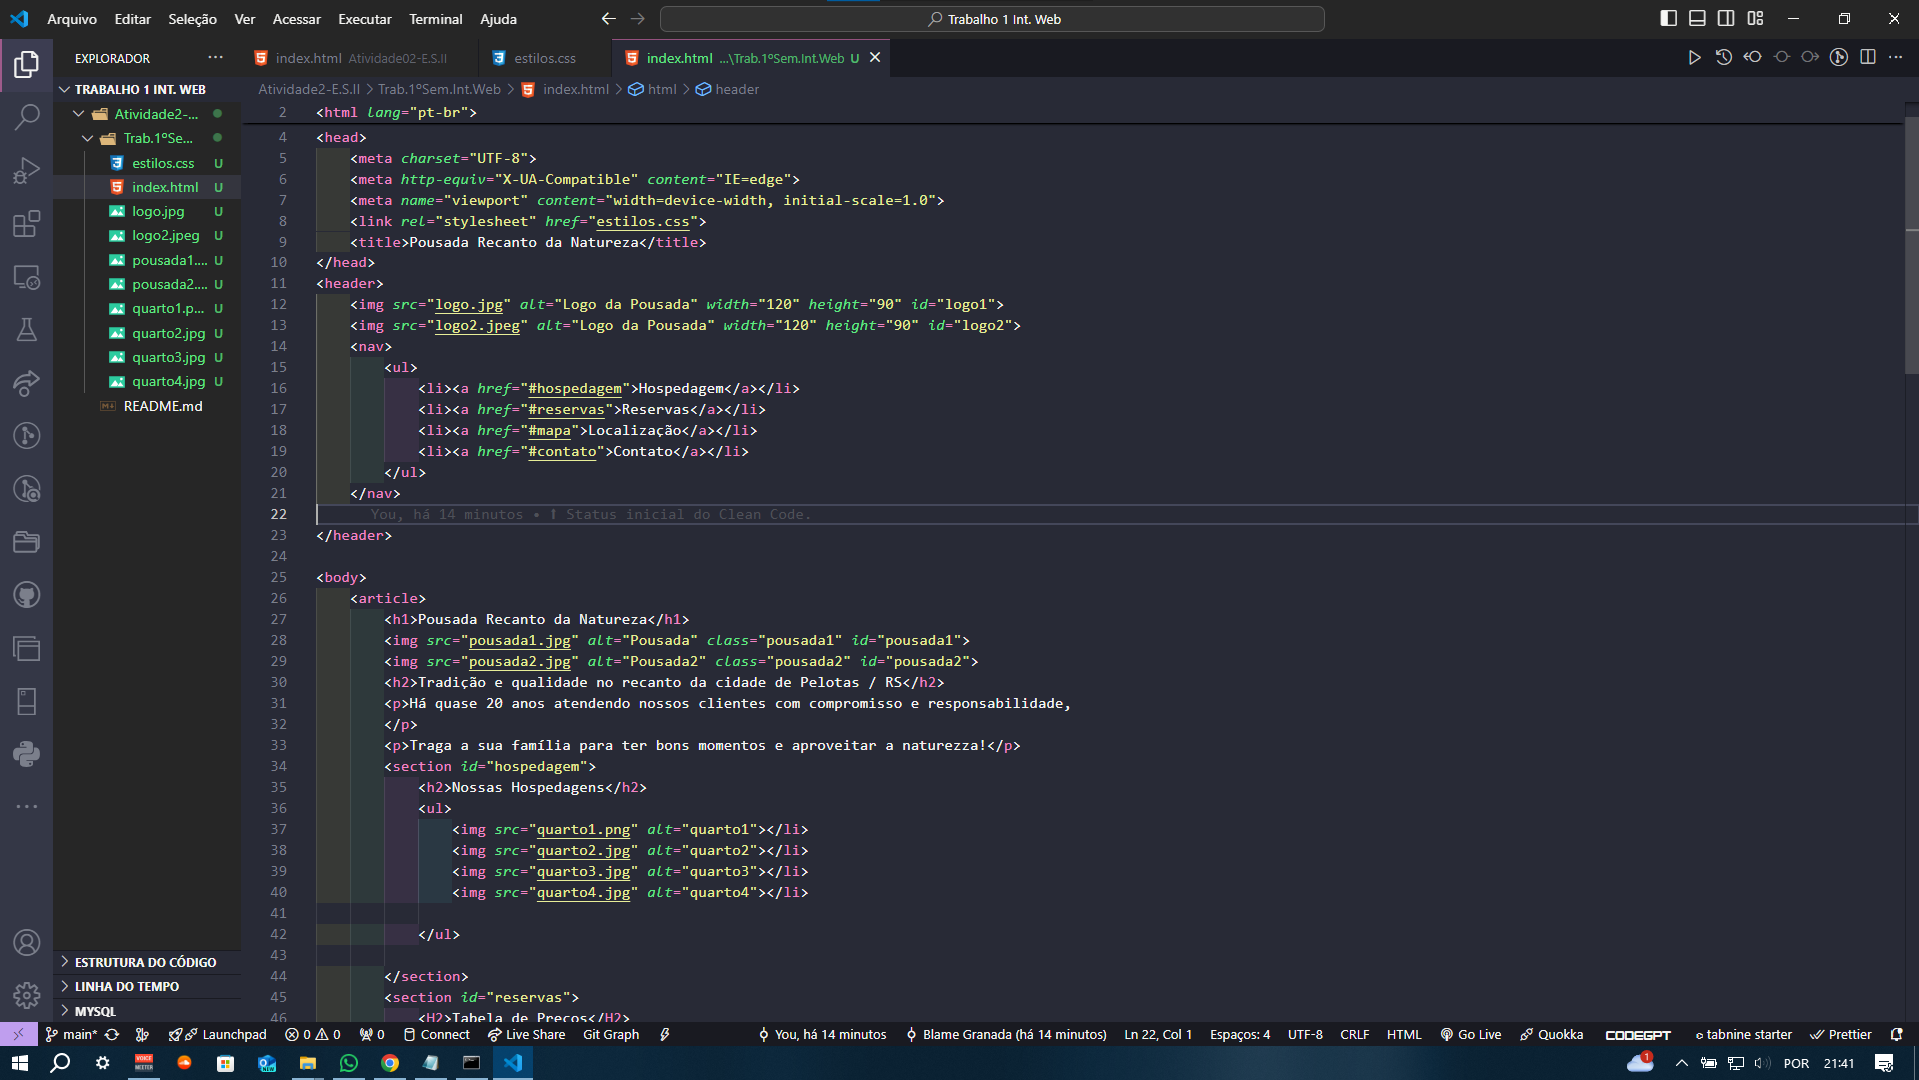 Arquivo Editar Seleção Ver Acessar Executar Terminal Ajuda
Trabalho 1 Int. Web
EXPLORADOR
index.html Atividade02-E.S.II
estilos.css
index.html ...\Trab.1ºSem.Int.Web U
TRABALHO 1 INT. WEB
Atividade2-...
Trab.1ºSe...
estilos.css U
index.html U
logo.jpg U
logo2.jpeg U
pousada1.... U
pousada2.... U
quarto1.p... U
quarto2.jpg U
quarto3.jpg U
quarto4.jpg U
README.md
ESTRUTURA DO CÓDIGO
LINHA DO TEMPO
MYSQL
Atividade2-E.S.II > Trab.1ºSem.Int.Web > index.html > html > header
2 <html lang="pt-br">
4 <head>
5 <meta charset="UTF-8">
6 <meta http-equiv="X-UA-Compatible" content="IE=edge">
7 <meta name="viewport" content="width=device-width, initial-scale=1.0">
8 <link rel="stylesheet" href="estilos.css">
9 <title>Pousada Recanto da Natureza</title>
10 </head>
11 <header>
12 <img src="logo.jpg" alt="Logo da Pousada" width="120" height="90" id="logo1">
13 <img src="logo2.jpeg" alt="Logo da Pousada" width="120" height="90" id="logo2">
14 <nav>
15 <ul>
16 <li><a href="#hospedagem">Hospedagem</a></li>
17 <li><a href="#reservas">Reservas</a></li>
18 <li><a href="#mapa">Localização</a></li>
19 <li><a href="#contato">Contato</a></li>
20 </ul>
21 </nav>
22 You, há 14 minutos • ⬆ Status inicial do Clean Code.
23 </header>
24
25 <body>
26 <article>
27 <h1>Pousada Recanto da Natureza</h1>
28 <img src="pousada1.jpg" alt="Pousada" class="pousada1" id="pousada1">
29 <img src="pousada2.jpg" alt="Pousada2" class="pousada2" id="pousada2">
30 <h2>Tradição e qualidade no recanto da cidade de Pelotas / RS</h2>
31 <p>Há quase 20 anos atendendo nossos clientes com compromisso e responsabilidade,
32 </p>
33 <p>Traga a sua família para ter bons momentos e aproveitar a naturezza!</p>
34 <section id="hospedagem">
35 <h2>Nossas Hospedagens</h2>
36 <ul>
37 <img src="quarto1.png" alt="quarto1"></li>
38 <img src="quarto2.jpg" alt="quarto2"></li>
39 <img src="quarto3.jpg" alt="quarto3"></li>
40 <img src="quarto4.jpg" alt="quarto4"></li>
41
42 </ul>
43
44 </section>
45 <section id="reservas">
46 <H2>Tabela de Preços</H2>
main* Launchpad 0 0 0 Connect Live Share Git Graph You, há 14 minutos Blame Granada (há 14 minutos) Ln 22, Col 1 Espaços: 4 UTF-8 CRLF HTML Go Live Quokka CODEGPT tabnine starter Prettier
VOICE MEETER NEW 1 POR 21:41